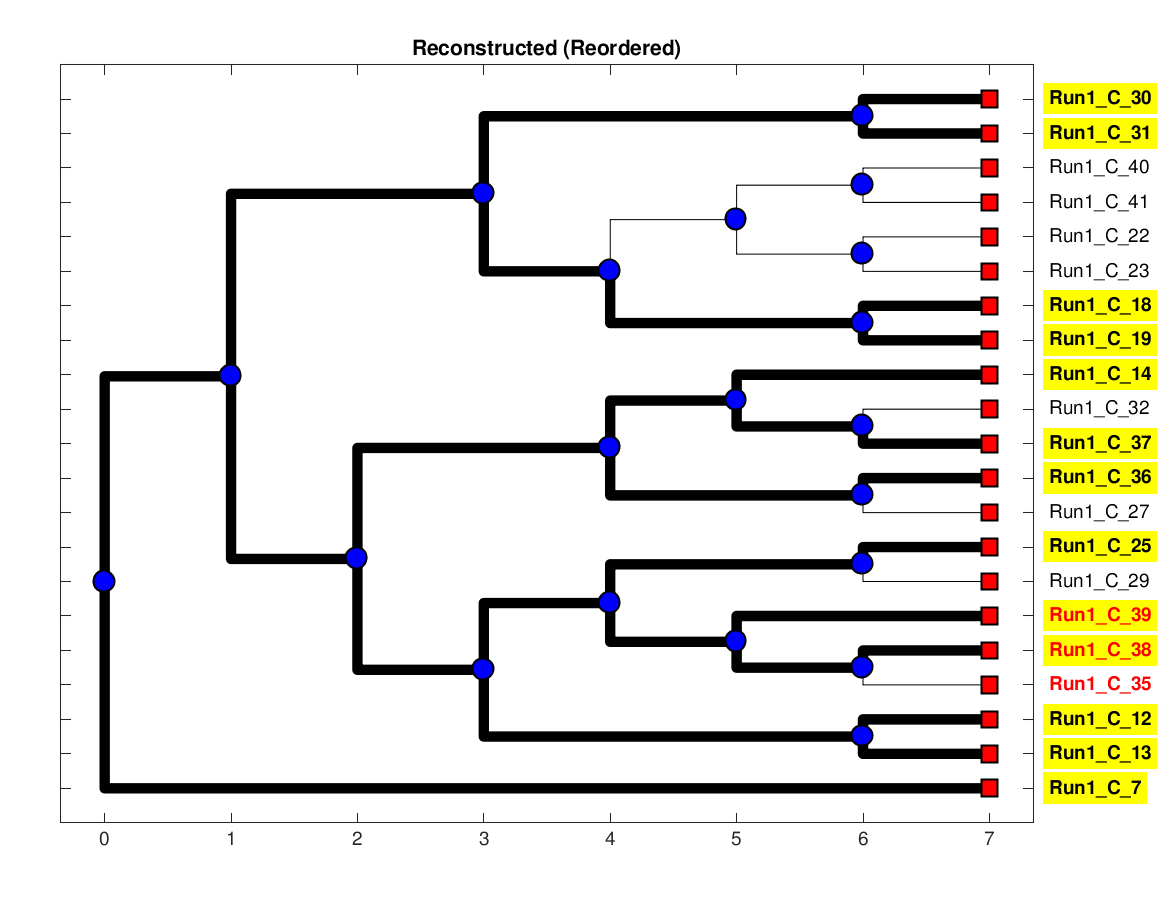 Reconstructed (Reordered)
Run1_C_30
Run1_C_31
Run1_C_40
Run1_C_41
Run1_C_22
Run1_C_23
Run1_C_18
Run1_C_19
Run1_C_14
Run1_C_32
Run1_C_37
Run1_C_36
Run1_C_27
Run1_C_25
Run1_C_29
Run1_C_39
Run1_C_38
Run1_C_35
Run1_C_12
Run1_C_13
Run1_C_7
0 1 2 3 4 5 6 7